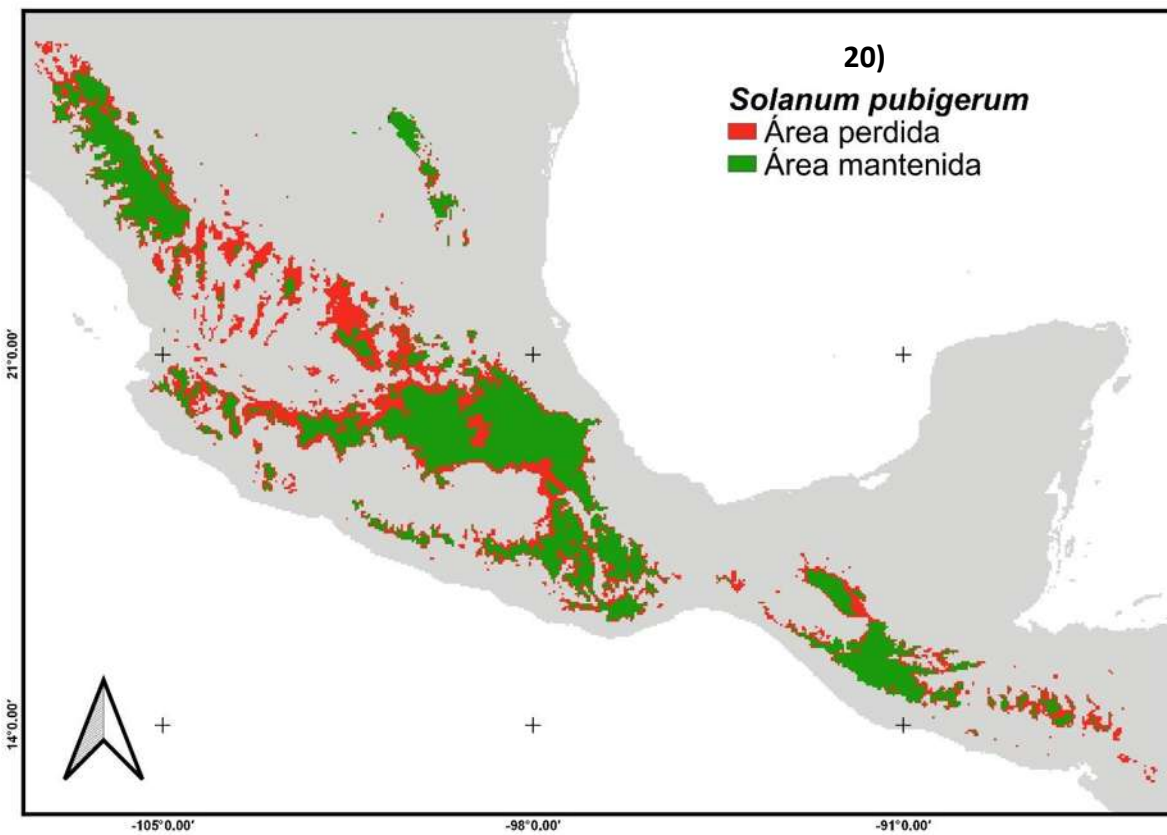 20)
Solanum pubigerum
Área perdida
Área mantenida
21°0.00′
14°0.00′
-105°0.00′
-98°0.00′
-91°0.00′